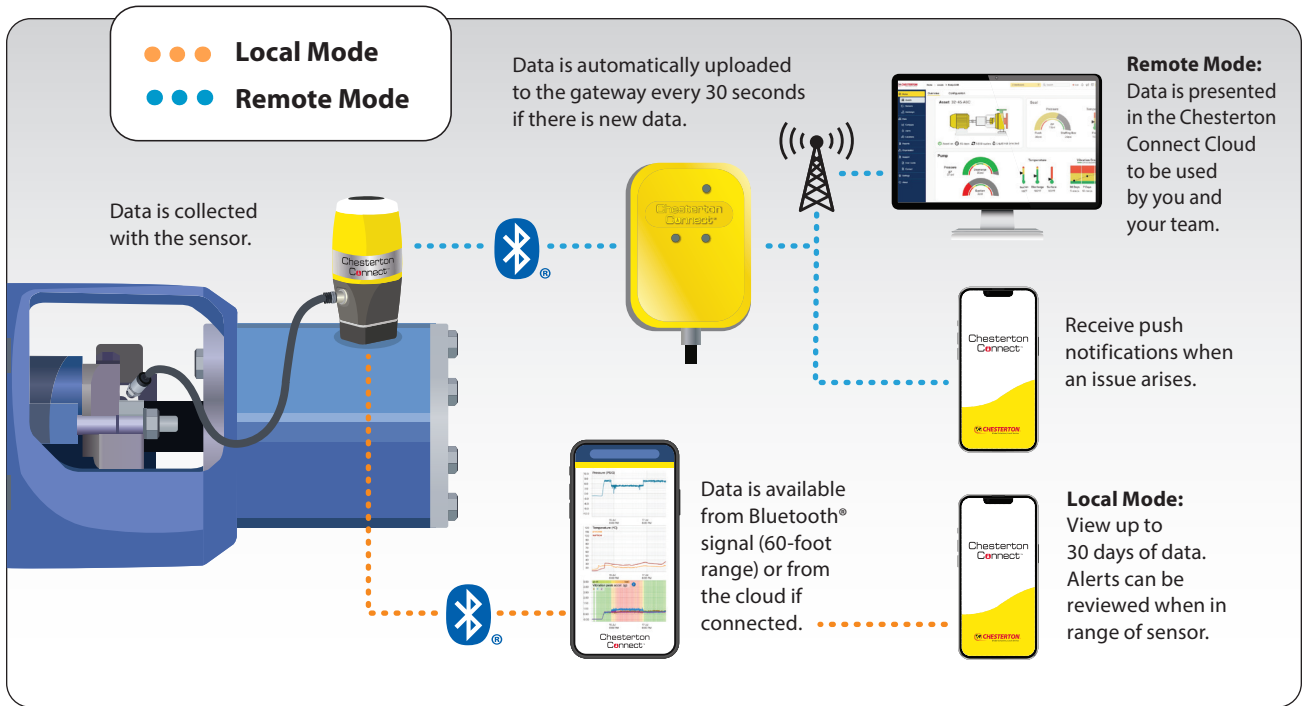 Local Mode
Remote Mode
Data is automatically uploaded
to the gateway every 30 seconds
if there is new data.
Remote Mode:
Data is presented
in the Chesterton
Connect Cloud
to be used
by you and
your team.
Data is collected
with the sensor.
Chesterton
Connect
®
Chesterton
Connect
Pump
Receive push
notifications when
an issue arises.
Chesterton
Connect
CHESTERTON
Data is available
from Bluetooth®
signal (60-foot
range) or from
the cloud if
connected.
Local Mode:
View up to
30 days of data.
Alerts can be
reviewed when in
range of sensor.
Chesterton
Connect
CHESTERTON
®
Chesterton
Connect